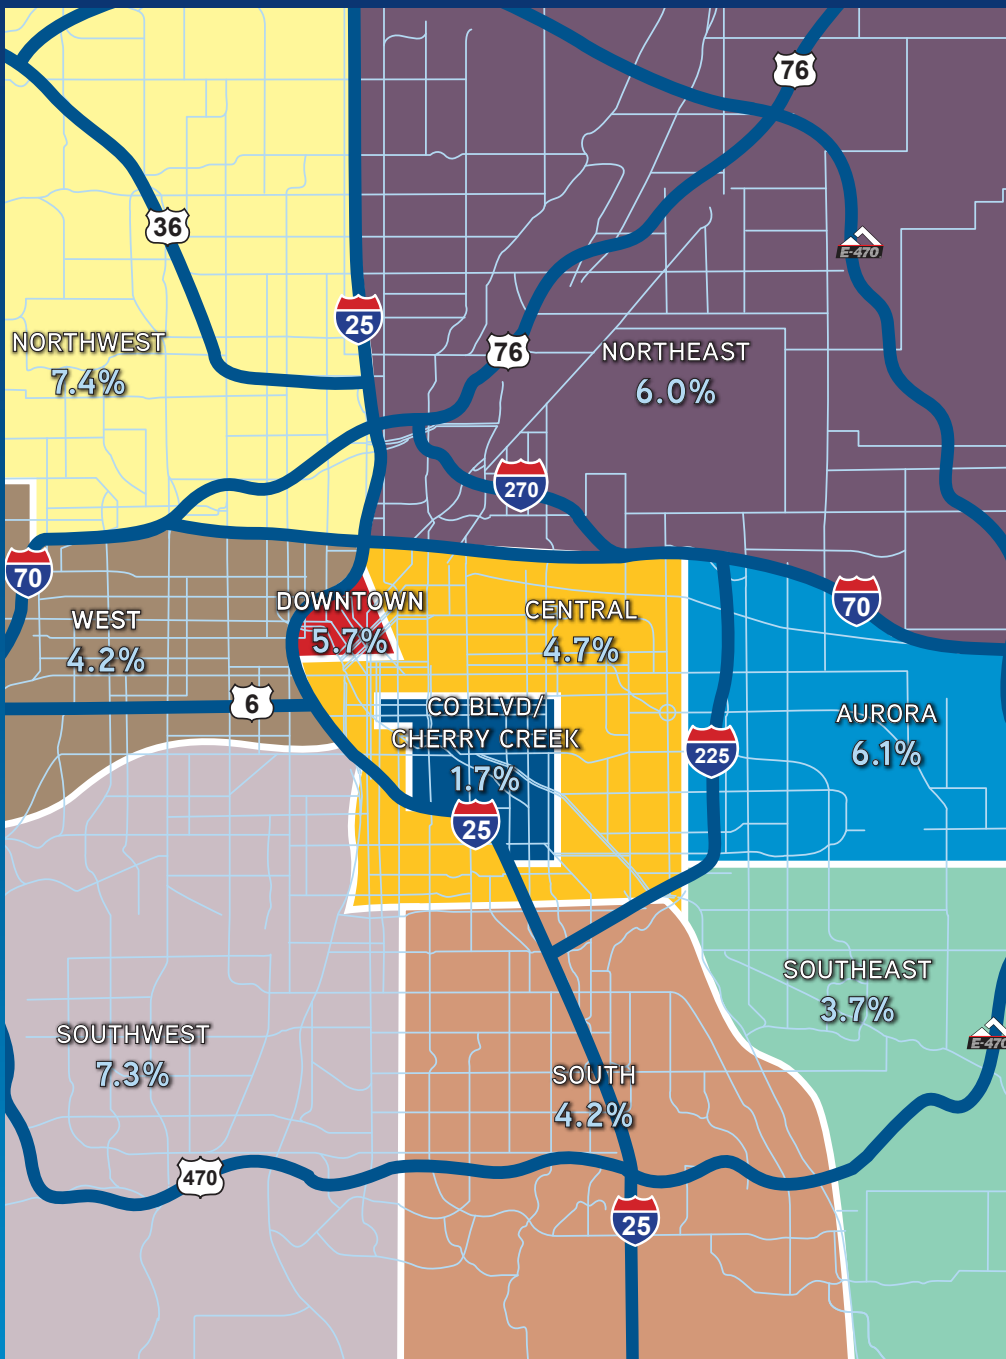 76
36
E-470
25
NORTHWEST
7.4%
76
NORTHEAST
6.0%
270
70
70
WEST
4.2%
DOWNTOWN
5.7%
CENTRAL
4.7%
6
CO BLVD/
CHERRY CREEK
1.7%
225
AURORA
6.1%
25
SOUTHEAST
3.7%
SOUTHWEST
7.3%
E-470
SOUTH
4.2%
470
25